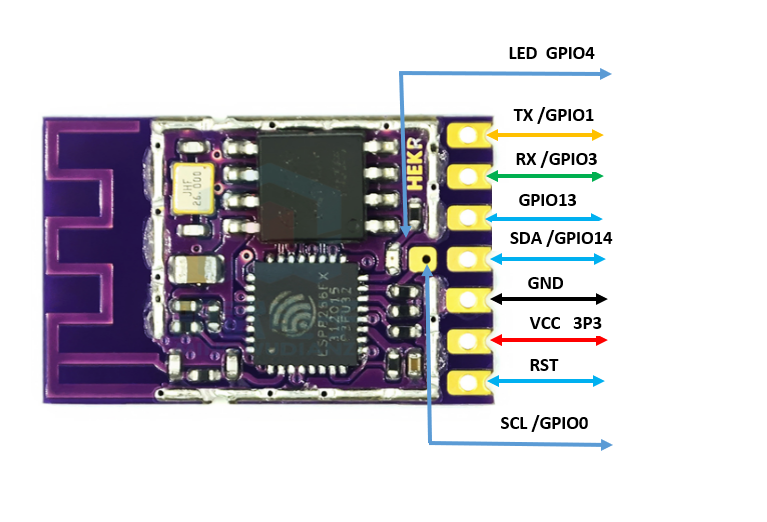 LED GPIO4
TX /GPIO1
RX /GPIO3
GPIO13
SDA /GPIO14
GND
VCC 3P3
RST
SCL /GPIO0
HEKR
JHF
26.000